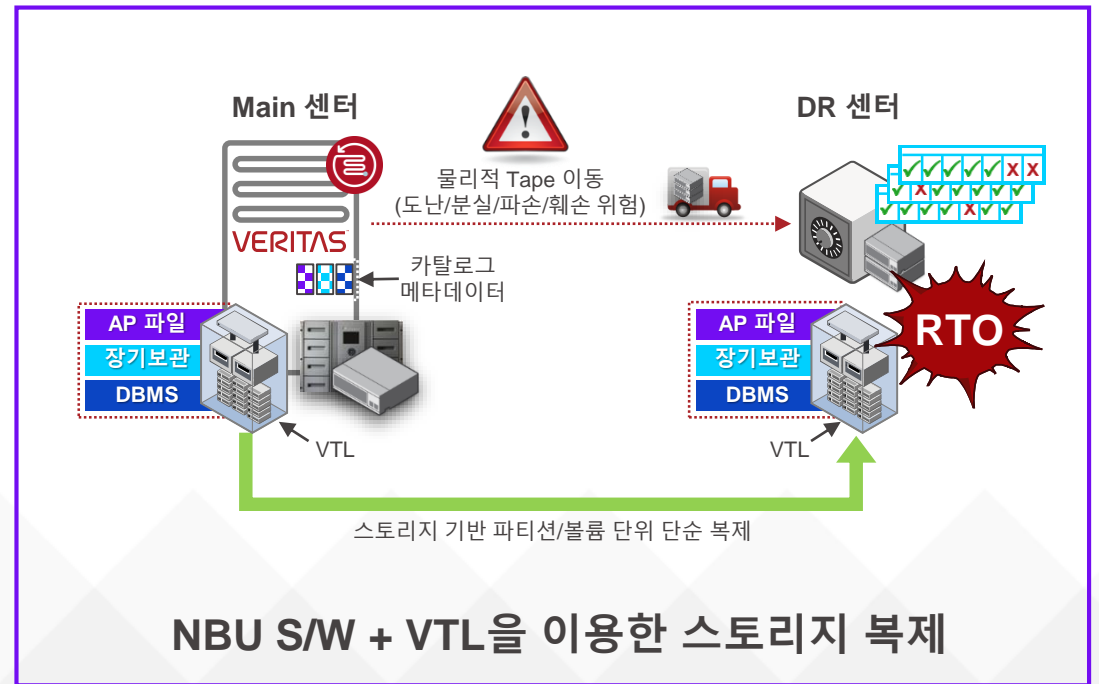 Main 센터
DR 센터
물리적 Tape 이동
(도난/분실/파손/훼손 위험)
X X
X
X
VERITAS
카탈로그
메타데이터
AP 파일
장기보관
DBMS
VTL
AP 파일
장기보관
DBMS
RTO
VTL
스토리지 기반 파티션/볼륨 단위 단순 복제
NBU S/W + VTL을 이용한 스토리지 복제